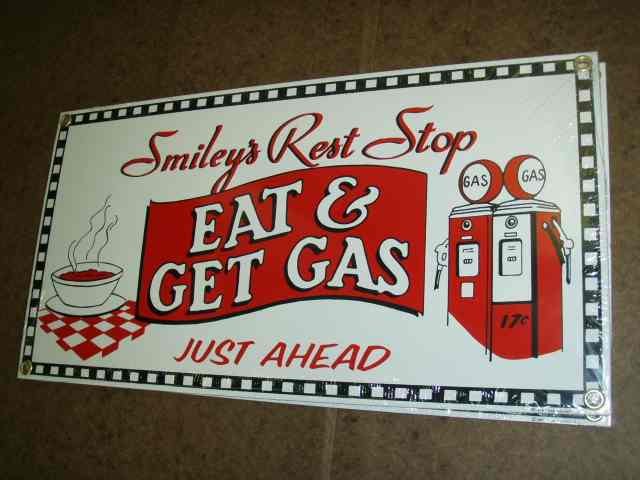 Smiley's Rest Stop
EAT &
GET GAS
JUST AHEAD
GAS
GAS
17¢